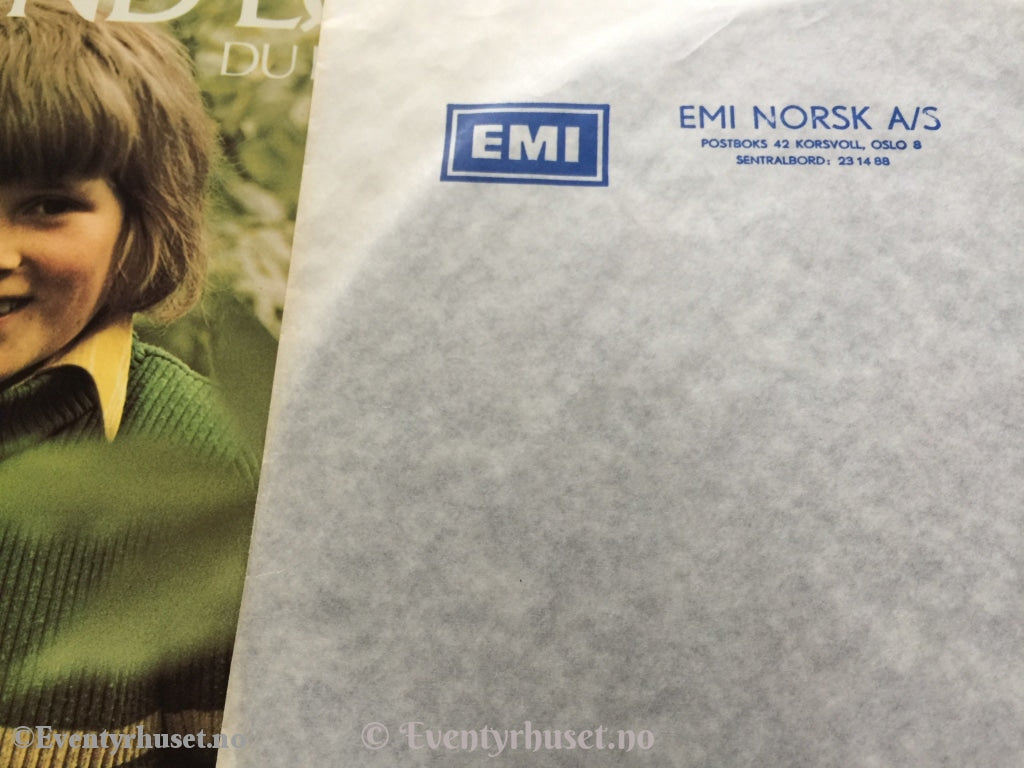 DU
EMI
EMI NORSK A/S
POSTBOKS 42 KORSVOLL, OSLO 8
SENTRALBORD: 23 14 88
©Eventyrhuset.no
© Eventyrhuset.no